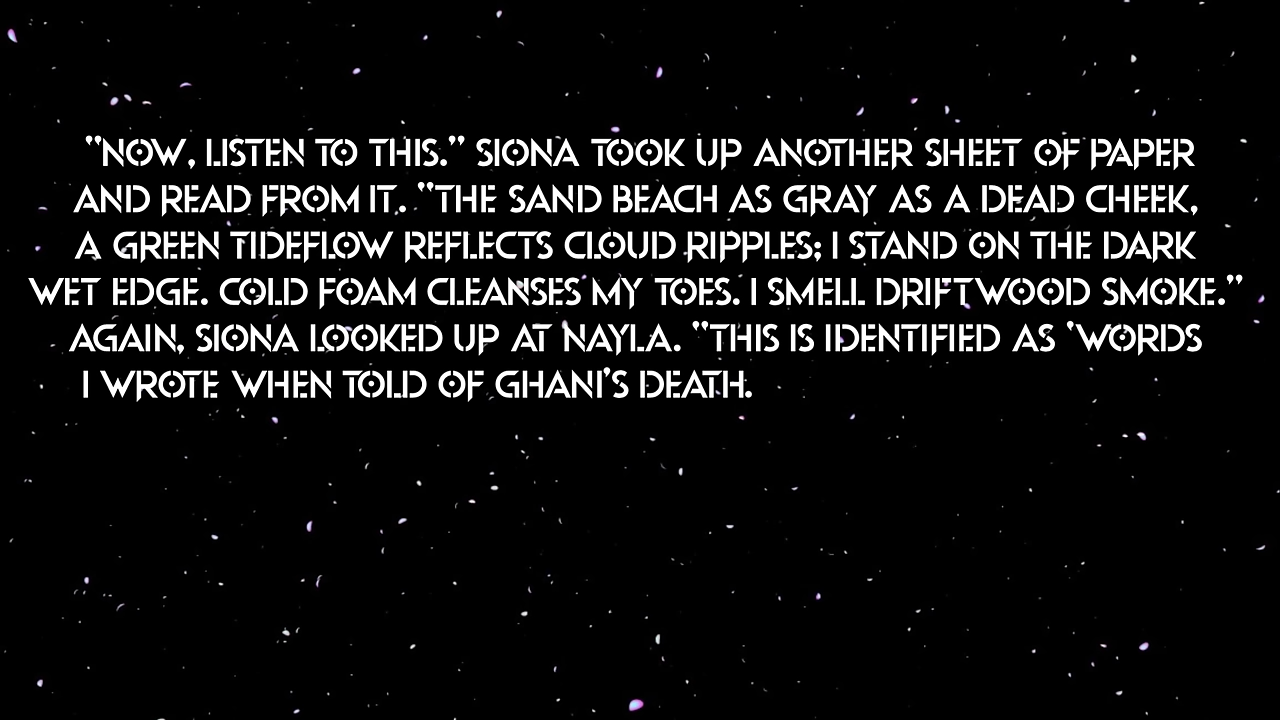 “NOW, LISTEN TO THIS.” SIONA TOOK UP ANOTHER SHEET OF PAPER
AND READ FROM IT. “THE SAND BEACH AS GRAY AS A DEAD CHEEK,
A GREEN TIDEFLOW REFLECTS CLOUD RIPPLES; I STAND ON THE DARK
WET EDGE. COLD FOAM CLEANSES MY TOES. I SMELL DRIFTWOOD SMOKE.”
AGAIN, SIONA LOOKED UP AT NAYLA. “THIS IS IDENTIFIED AS ‘WORDS
I WROTE WHEN TOLD OF GHANI’S DEATH.